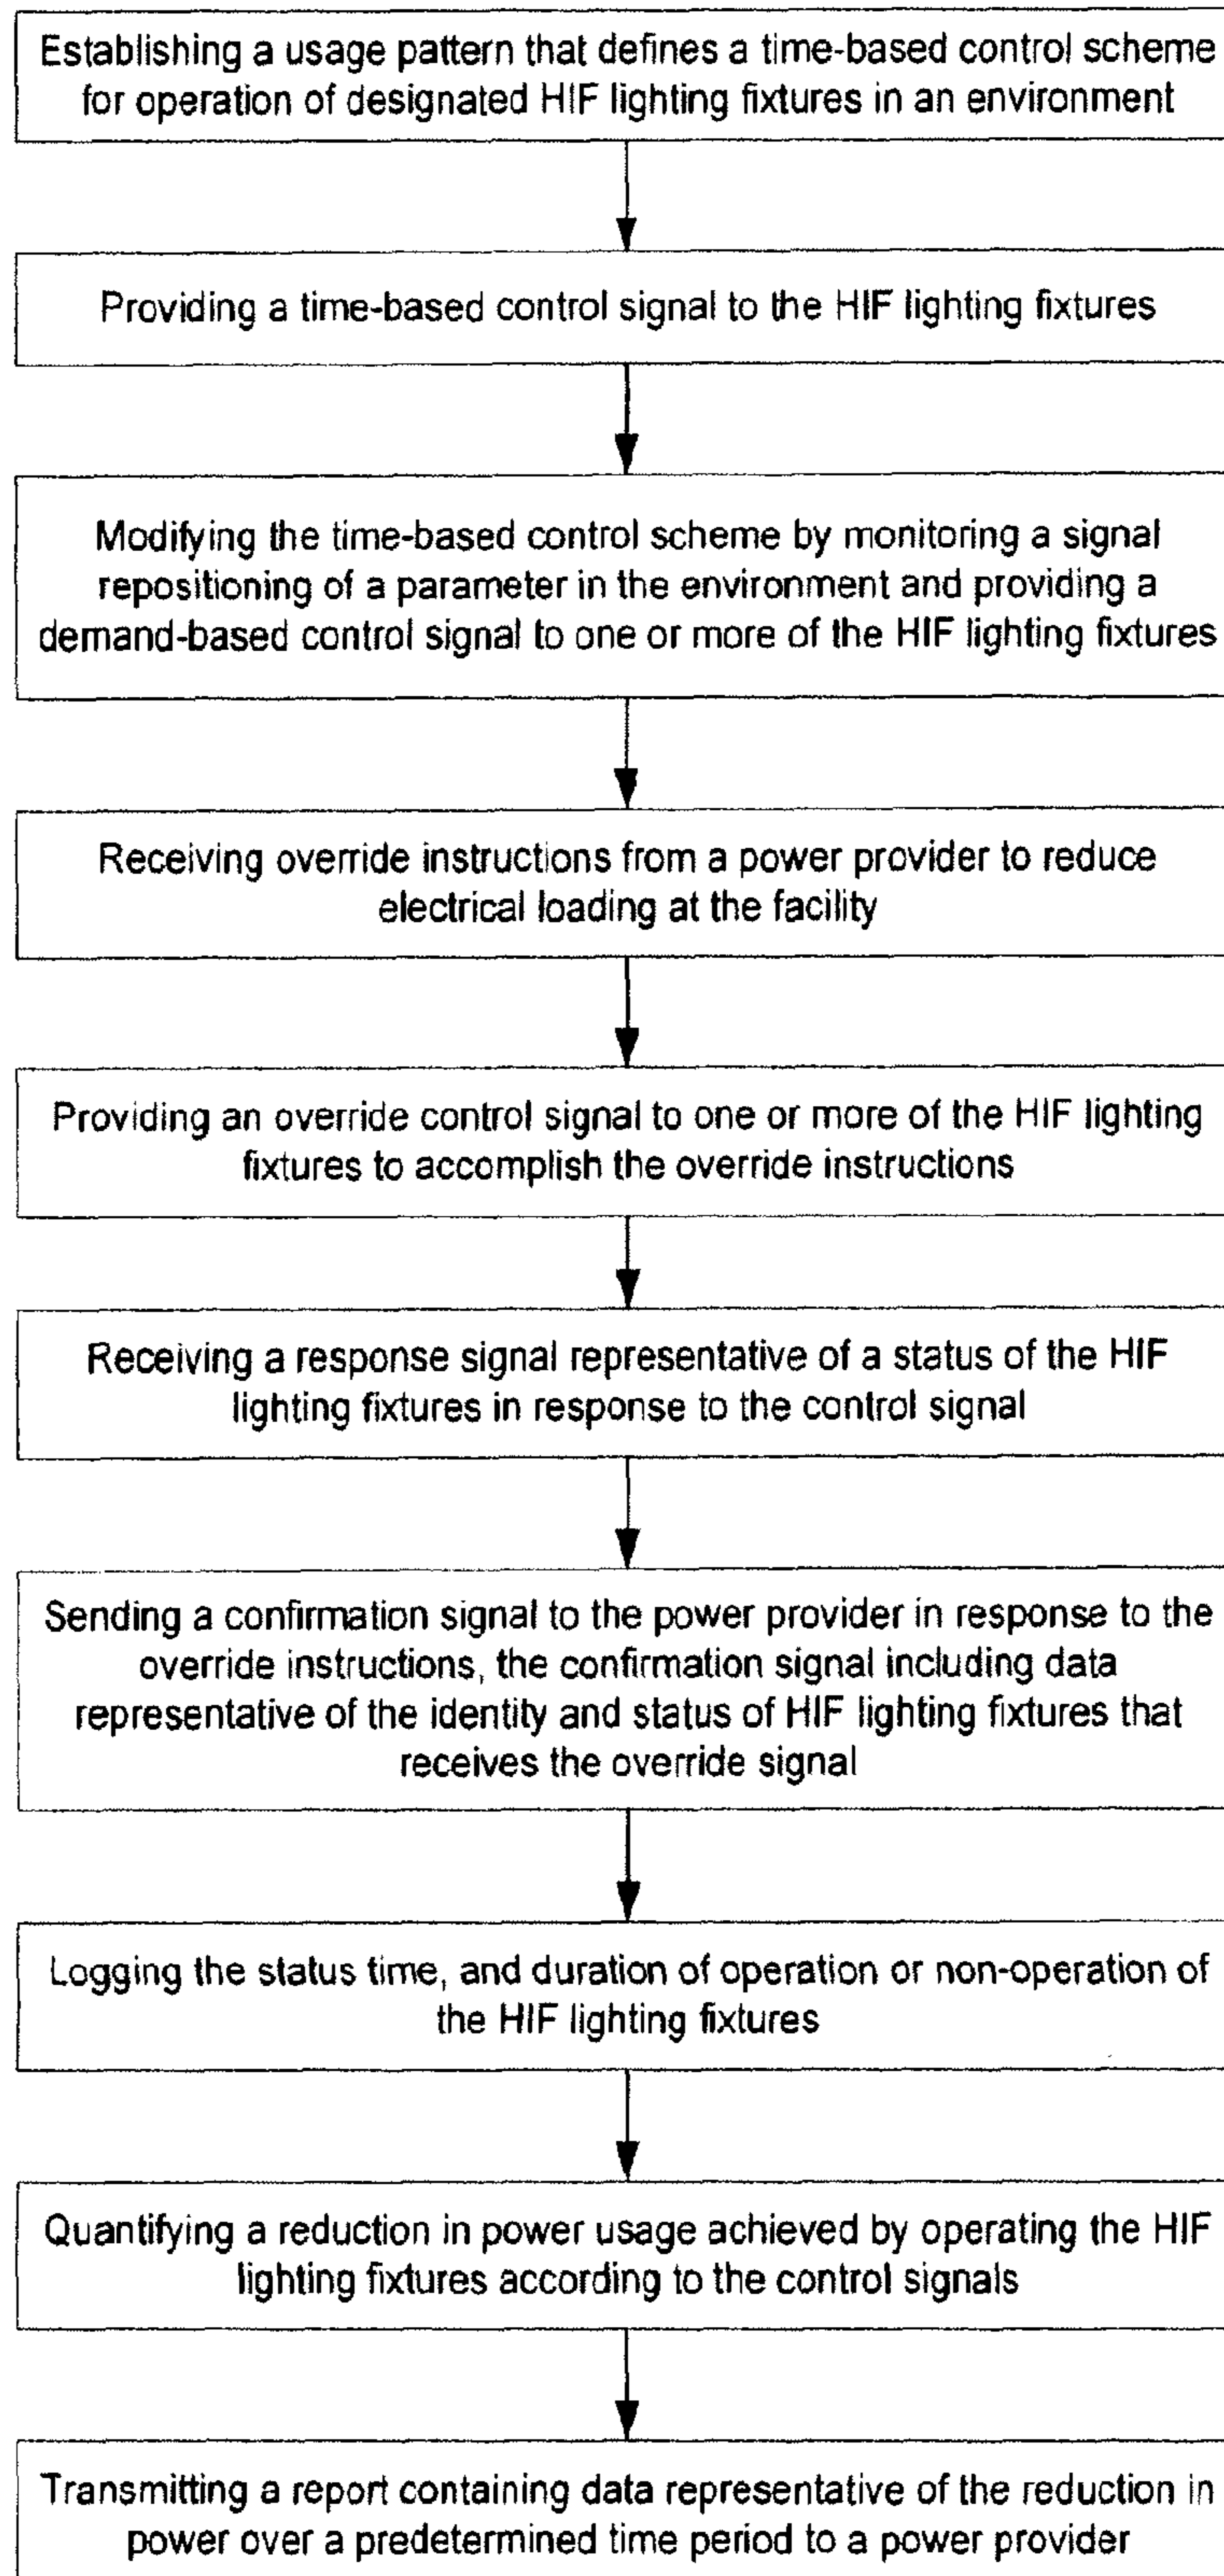 Establishing a usage pattern that defines a time-based control scheme
for operation of designated HIF lighting fixtures in an environment
Providing a time-based control signal to the HIF lighting fixtures
Modifying the time-based control scheme by monitoring a signal
repositioning of a parameter in the environment and providing a
demand-based control signal to one or more of the HIF lighting fixtures
Receiving override instructions from a power provider to reduce
electrical loading at the facility
Providing an override control signal to one or more of the HIF lighting
fixtures to accomplish the override instructions
Receiving a response signal representative of a status of the HIF
lighting fixtures in response to the control signal
Sending a confirmation signal to the power provider in response to the
override instructions, the confirmation signal including data
representative of the identity and status of HIF lighting fixtures that
receives the override signal
Logging the status time, and duration of operation or non-operation of
the HIF lighting fixtures
Quantifying a reduction in power usage achieved by operating the HIF
lighting fixtures according to the control signals
Transmitting a report containing data representative of the reduction in
power over a predetermined time period to a power provider